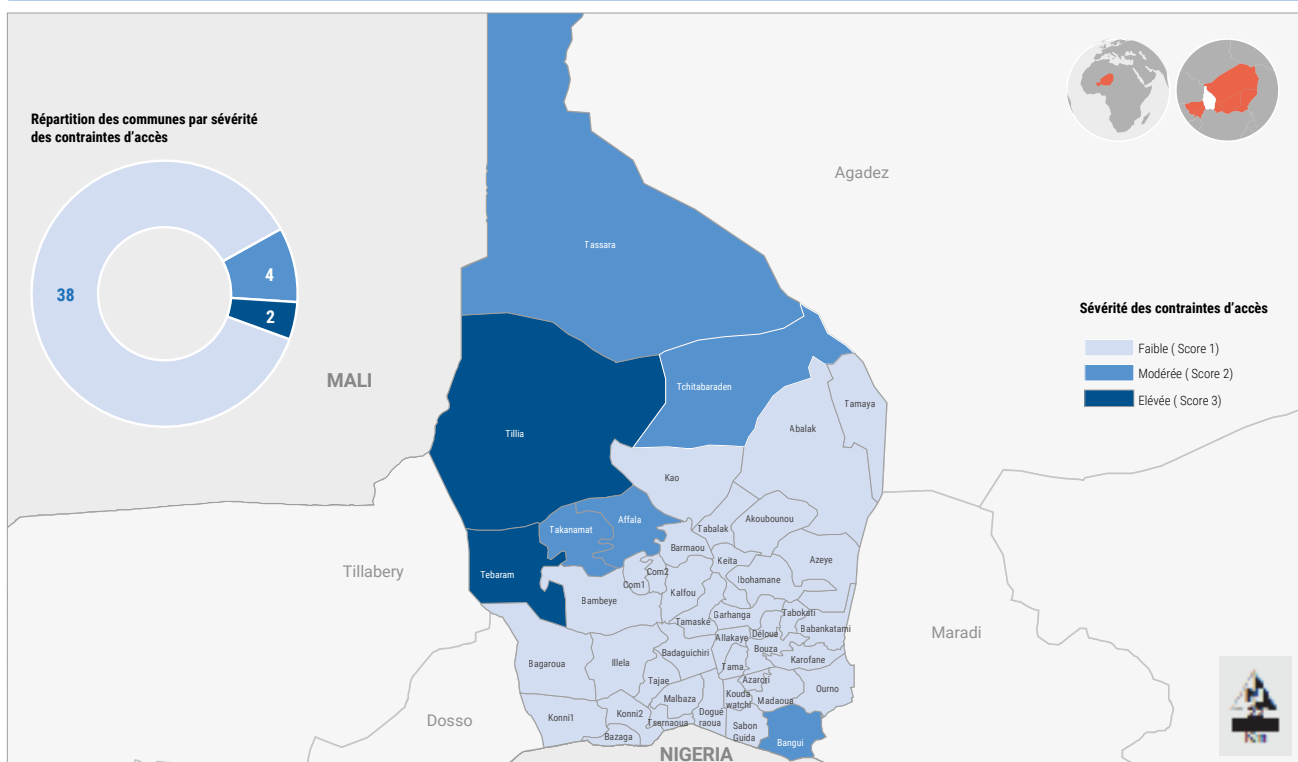 Répartition des communes par sévérité
des contraintes d’accès
38
4
2
MALI
Agadez
Tassara
Sévérité des contraintes d’accès
Faible ( Score 1)
Modérée ( Score 2)
Elévée ( Score 3)
Tchitabaraden
Tamaya
Abalak
Tillia
Kao
Takanamat
Affala
Tabalak
Akoubounou
Barmaou
Keita
Azeye
Tillabery
Tebaram
Com1
Com2
Ibohamane
Bambeye
Kalfou
Garhanga
Tabokati
Tamaské
Babankatami
Allakaye
Déloué
Maradi
Bouza
Badaguichiri
Karofane
Bagaroua
Illela
Tama
Tajae
Azarori
Ourno
Malbaza
Kouda
watchi
Madaoua
Dosso
Konni1
Konni2
Tsernaoua
Dogué
raoua
Sabon
Guida
Bazaga
Bangui
NIGERIA
Km